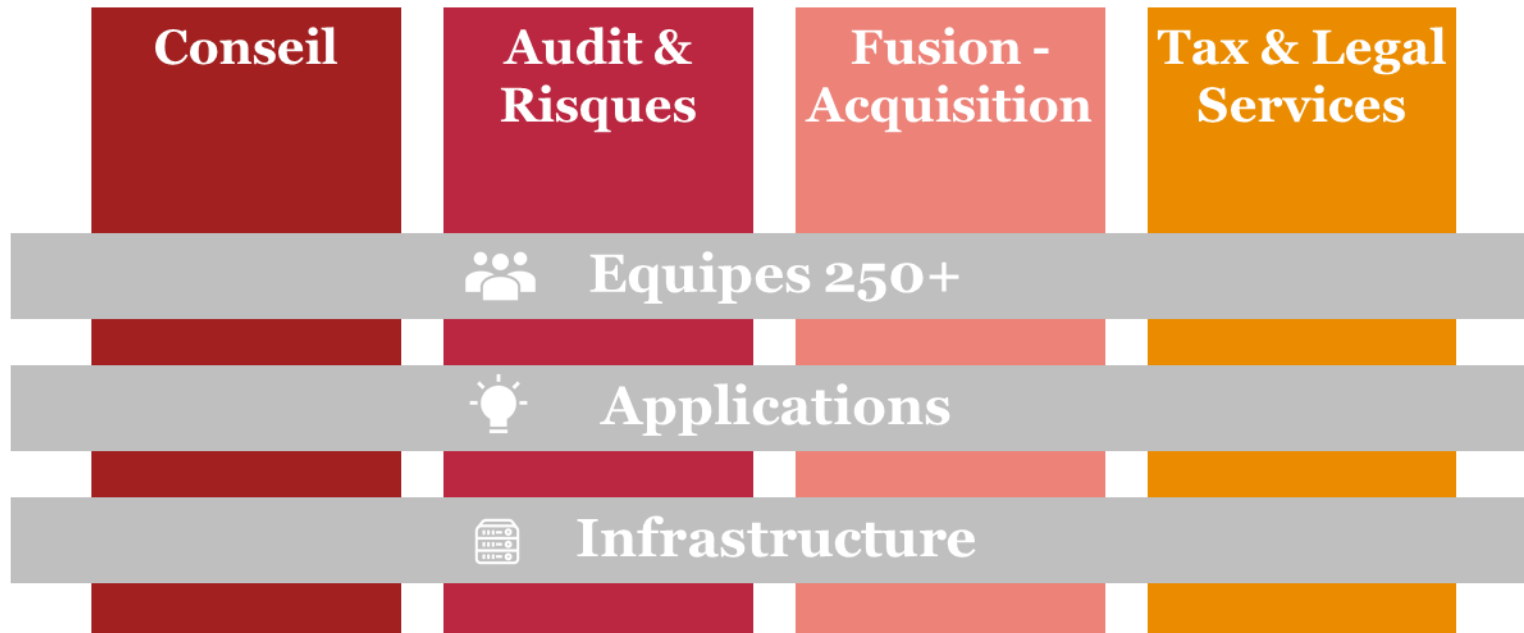 Conseil
Audit &
Risques
Fusion -
Acquisition
Tax & Legal
Services
Equipes 250+
Applications
Infrastructure